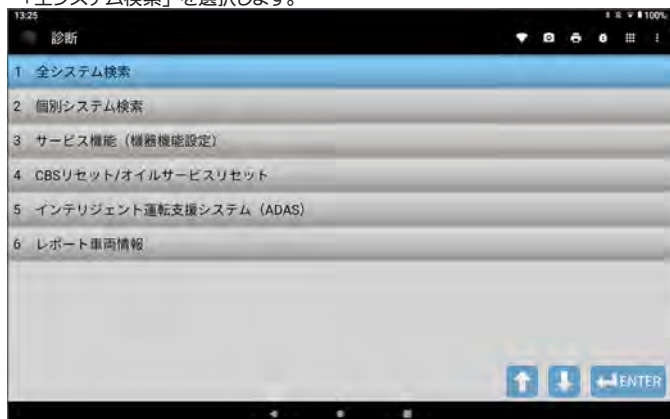 「全システム検索」を選択します。
13:25 100%
診断
1 全システム検索
2 個別システム検索
3 サービス機能（機器機能設定）
4 CBSリセット/オイルサービスリセット
5 インテリジェント運転支援システム（ADAS）
6 レポート車両情報
ENTER